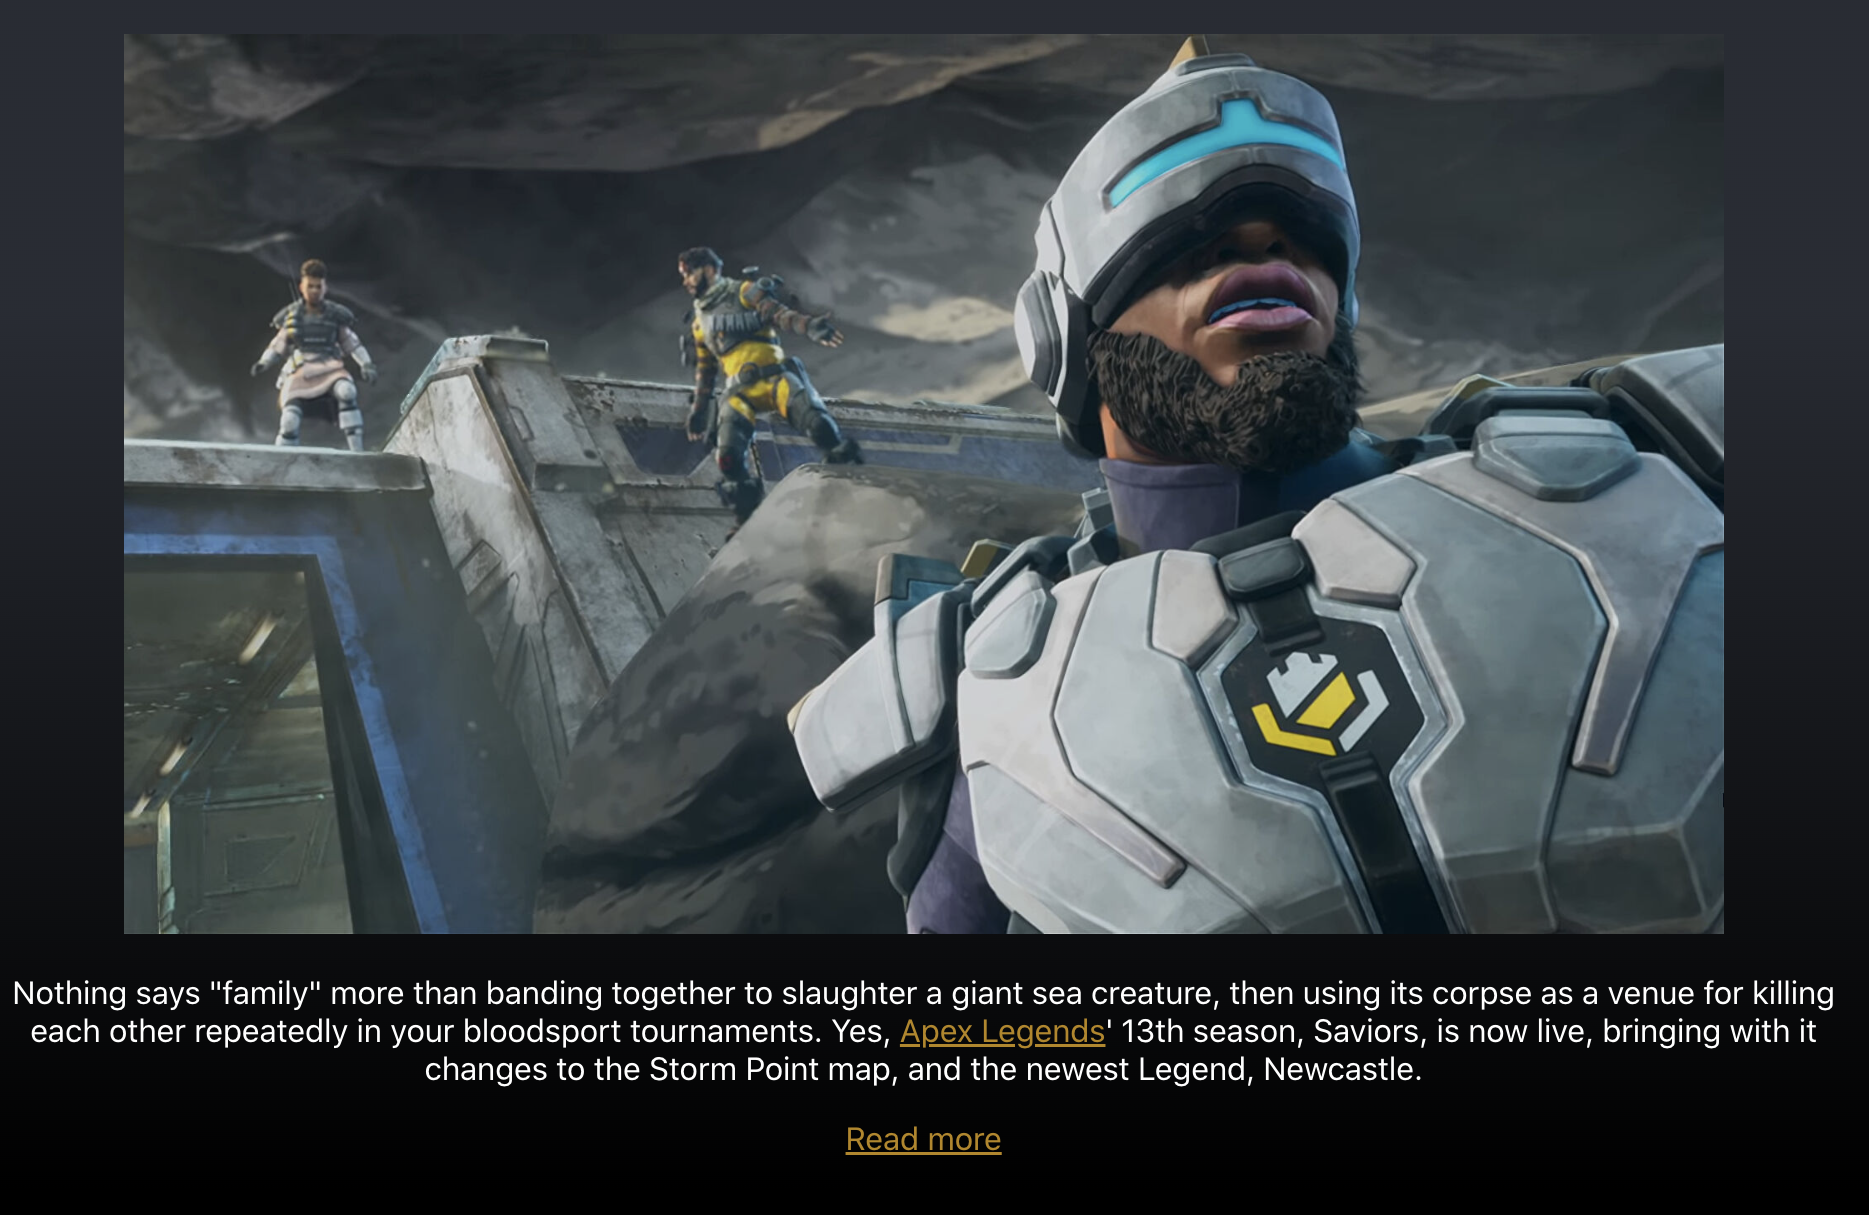 Nothing says "family" more than banding together to slaughter a giant sea creature, then using its corpse as a venue for killing
each other repeatedly in your bloodsport tournaments. Yes, Apex Legends' 13th season, Saviors, is now live, bringing with it
changes to the Storm Point map, and the newest Legend, Newcastle.
Read more